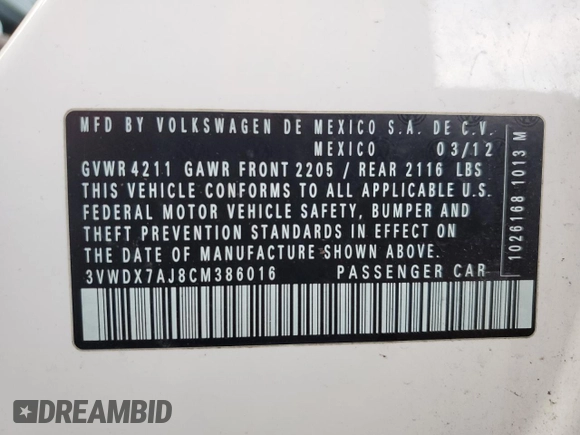 MFD BY VOLKSWAGEN DE MEXICO S.A. DE C.V.
MEXICO 03/12
GVWR 4211 GAWR FRONT 2205 / REAR 2116 LBS
THIS VEHICLE CONFORMS TO ALL APPLICABLE U.S.
FEDERAL MOTOR VEHICLE SAFETY, BUMPER AND
THEFT PREVENTION STANDARDS IN EFFECT ON
THE DATE OF MANUFACTURE SHOWN ABOVE.
3VWDX7AJ8CM386016 PASSENGER CAR
1026168 1013 M
DREAMBID